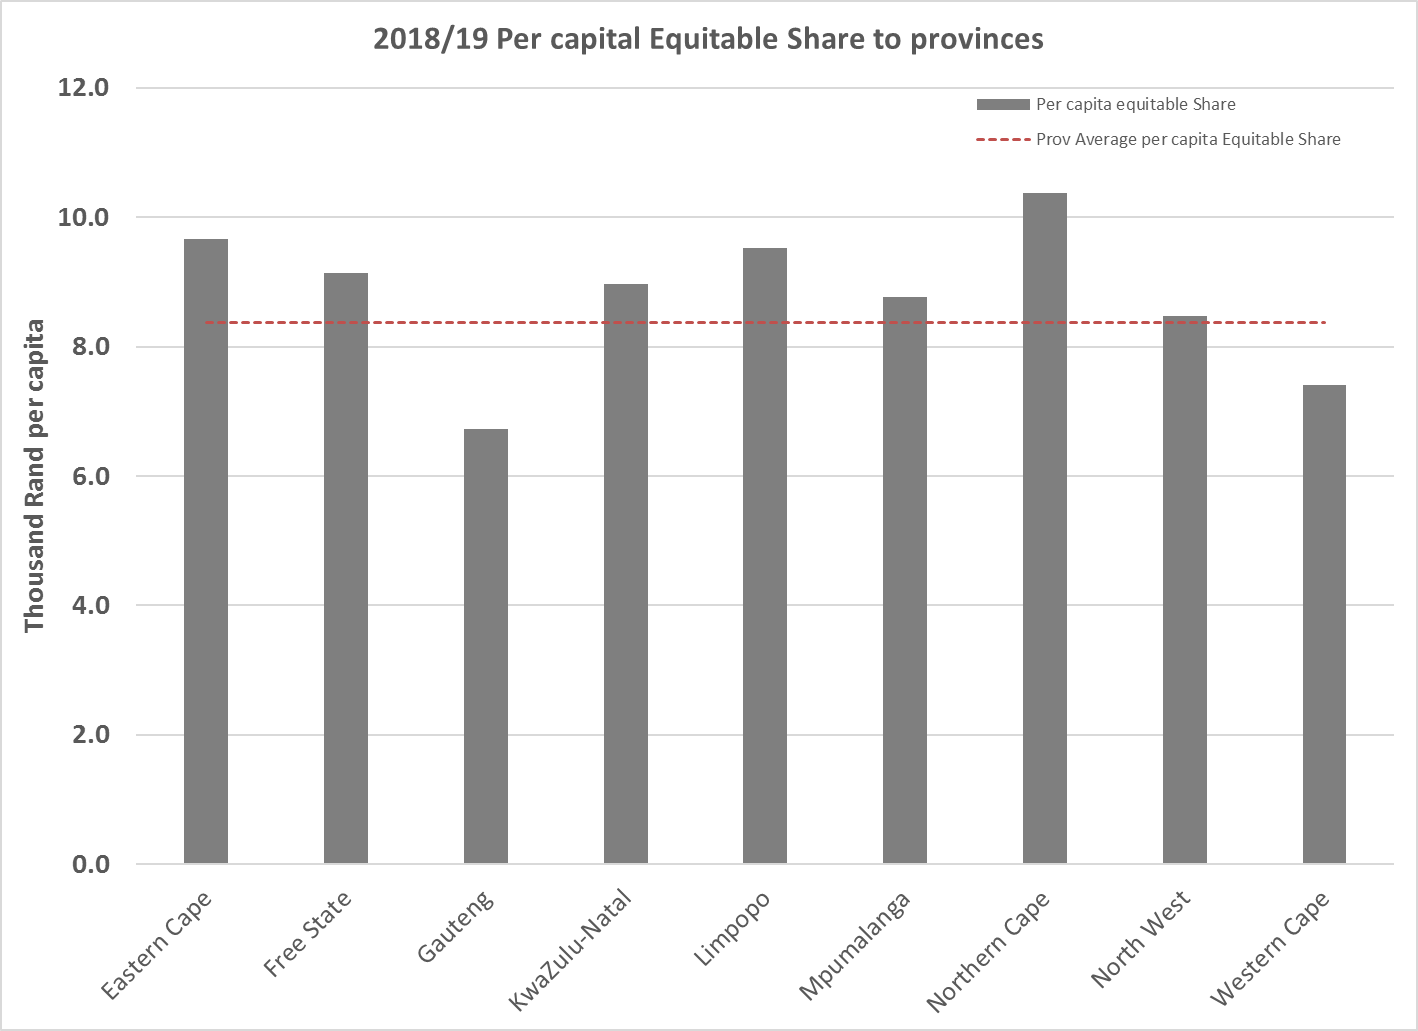 2018/19 Per capital Equitable Share to provinces
12.0
10.0
8.0
6.0
4.0
2.0
0.0
Thousand Rand per capita
Per capita equitable Share
Prov Average per capita Equitable Share
Eastern Cape
Free State
Gauteng
KwaZulu-Natal
Limpopo
Mpumalanga
Northern Cape
North West
Western Cape